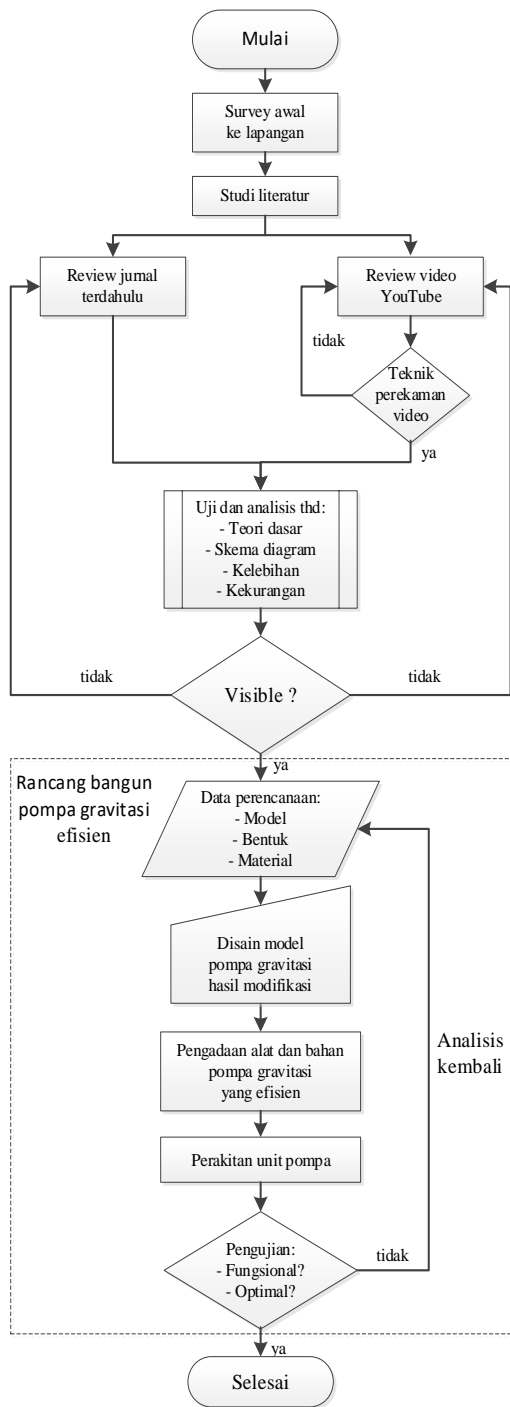 Mulai
Survey awal
ke lapangan
Studi literatur
Review jurnal
terdahulu
Review video
YouTube
tidak
Teknik
perekaman
video
ya
Uji dan analisis thd:
- Teori dasar
- Skema diagram
- Kelebihan
- Kekurangan
tidak
Visible ?
tidak
ya
Rancang bangun
pompa gravitasi
efisien
Data perencanaan:
- Model
- Bentuk
- Material
Disain model
pompa gravitasi
hasil modifikasi
Pengadaan alat dan bahan
pompa gravitasi
yang efisien
Analisis
kembali
Perakitan unit pompa
Pengujian:
- Fungsional?
- Optimal?
tidak
ya
Selesai